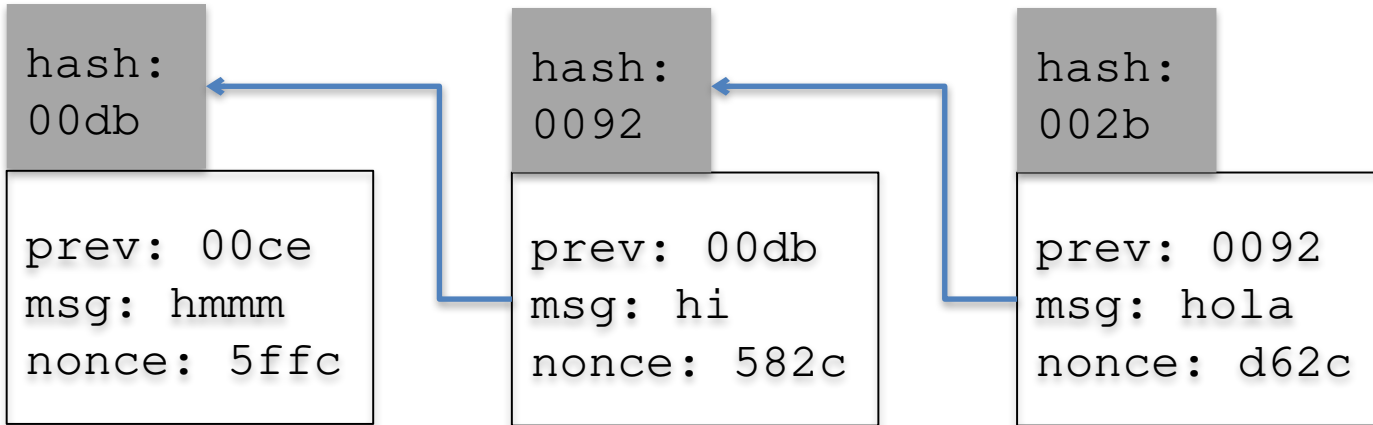 hash:
00db
prev: 00ce
msg: hmmm
nonce: 5ffc
hash:
0092
prev: 00db
msg: hi
nonce: 582c
hash:
002b
prev: 0092
msg: hola
nonce: d62c